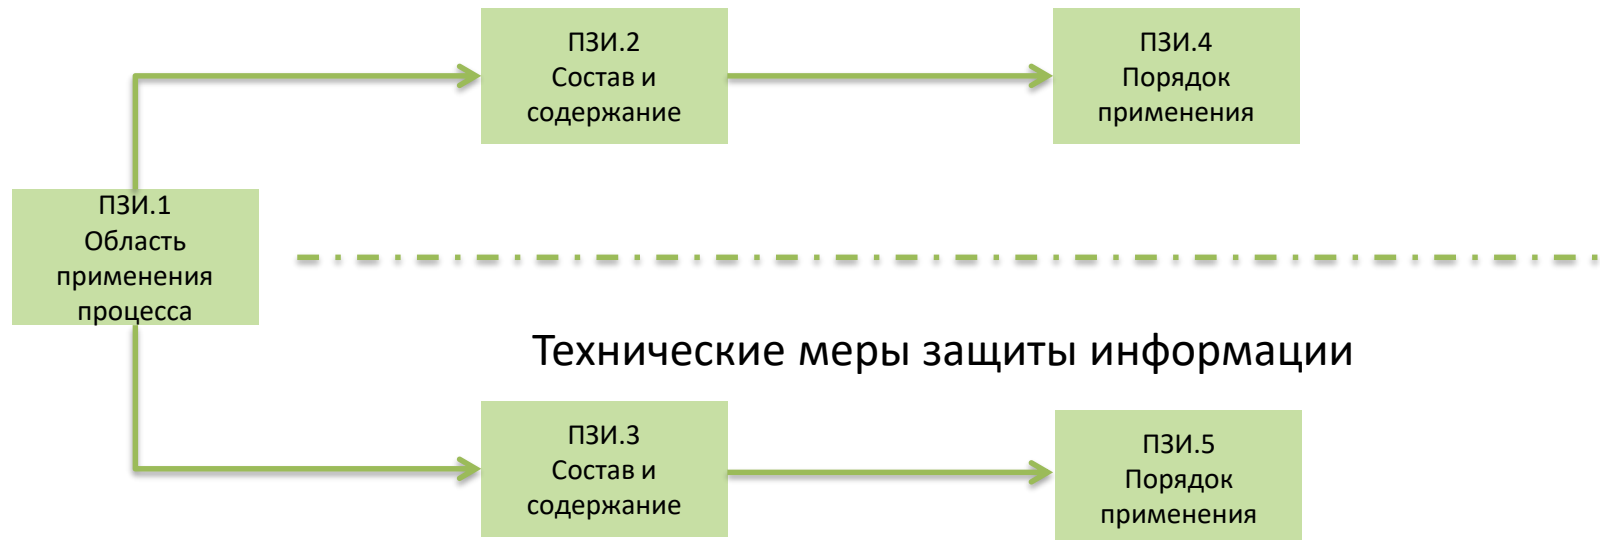 ПЗИ.2
Состав и
содержание
ПЗИ.4
Порядок
применения
ПЗИ.1
Область
применения
процесса
Технические меры защиты информации
ПЗИ.3
Состав и
содержание
ПЗИ.5
Порядок
применения